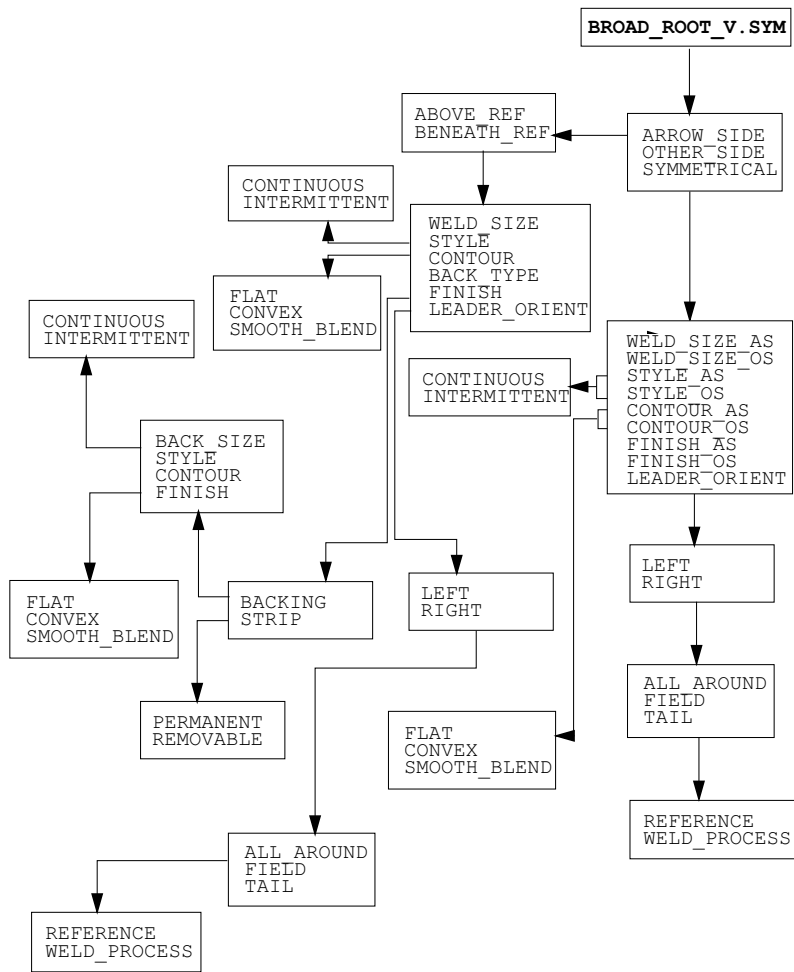 BROAD_ROOT_V.SYM
ABOVE_REF
BENEATH_REF
ARROW_SIDE
OTHER_SIDE
SYMMETRICAL
CONTINUOUS
INTERMITTENT
WELD_SIZE
STYLE
CONTOUR
BACK_TYPE
FINISH
LEADER_ORIENT
FLAT
CONVEX
SMOOTH_BLEND
CONTINUOUS
INTERMITTENT
WELD_SIZE_AS
WELD_SIZE_OS
STYLE_AS
STYLE_OS
CONTOUR_AS
CONTOUR_OS
FINISH_AS
FINISH_OS
LEADER_ORIENT
CONTINUOUS
INTERMITTENT
BACK_SIZE
STYLE
CONTOUR
FINISH
LEFT
RIGHT
FLAT
CONVEX
SMOOTH_BLEND
BACKING
STRIP
LEFT
RIGHT
ALL_AROUND
FIELD
TAIL
PERMANENT
REMOVABLE
FLAT
CONVEX
SMOOTH_BLEND
REFERENCE
WELD_PROCESS
ALL_AROUND
FIELD
TAIL
REFERENCE
WELD_PROCESS